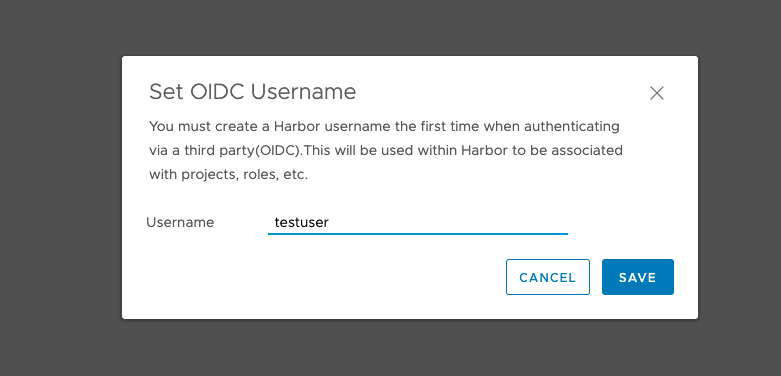 Set OIDC Username
You must create a Harbor username the first time when authenticating
via a third party(OIDC).This will be used within Harbor to be associated
with projects, roles, etc.
Username testuser
CANCEL SAVE